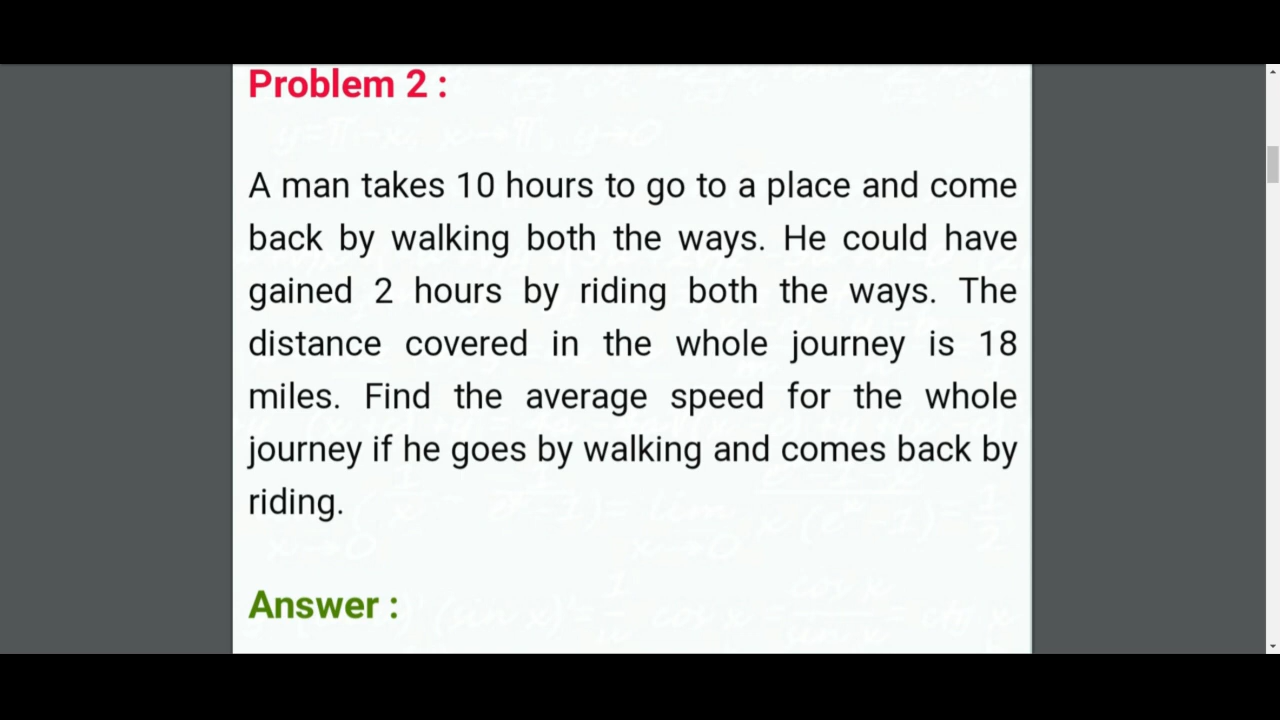 Problem 2 :
A man takes 10 hours to go to a place and come
back by walking both the ways. He could have
gained 2 hours by riding both the ways. The
distance covered in the whole journey is 18
miles. Find the average speed for the whole
journey if he goes by walking and comes back by
riding.
Answer :